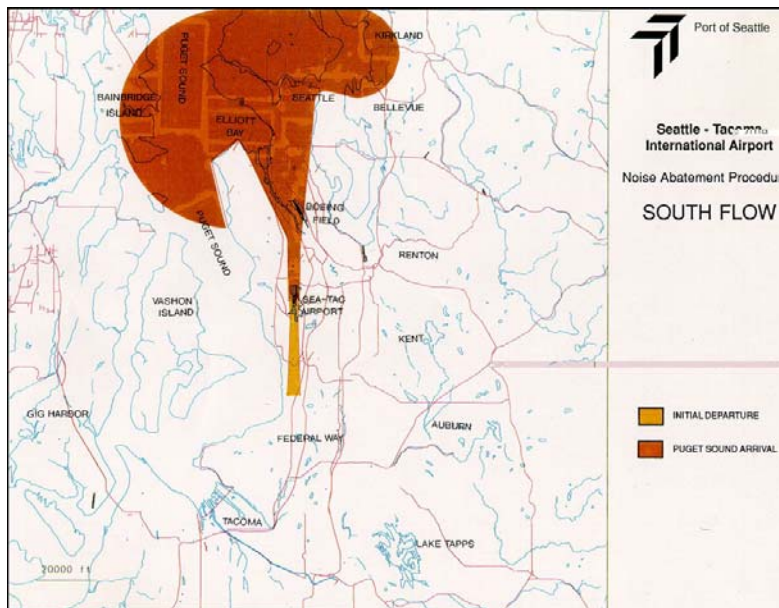 Port of Seattle
Seattle - Tacoma
International Airport
Noise Abatement Procedu
SOUTH FLOW
INITIAL DEPARTURE
PUGET SOUND ARRIVAL
KIRKLAND
PUGET SOUND
SEATTLE
BAINBRIDGE
ISLAND
BELLEVUE
ELLIOTT
BAY
BOEING
FIELD
PUGET SOUND
RENTON
VASHON
ISLAND
SEA-TAC
AIRPORT
KENT
GIG HARBOR
AUBURN
FEDERAL WAY
TACOMA
LAKE TAPPS
20000 ft